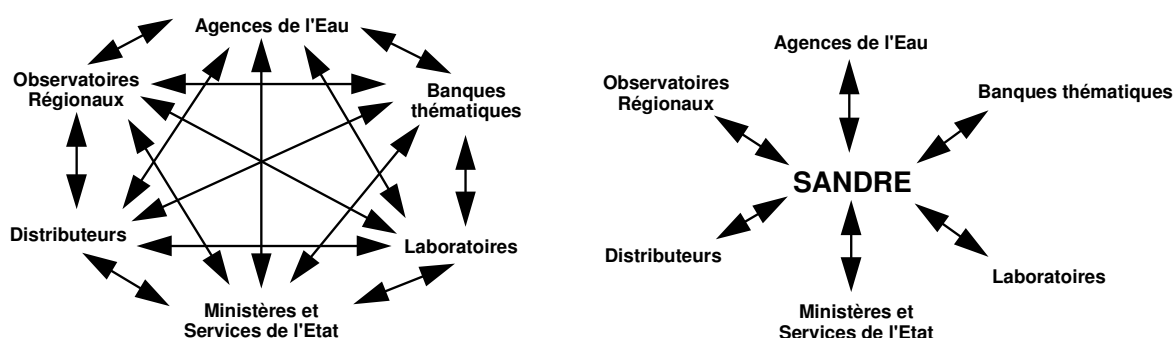 Agences de l'Eau
Observatoires
Régionaux
Banques
thématiques
Distributeurs
Laboratoires
Ministères et
Services de l'Etat
Agences de l'Eau
Observatoires
Régionaux
Banques thématiques
SANDRE
Distributeurs
Laboratoires
Ministères et
Services de l'Etat